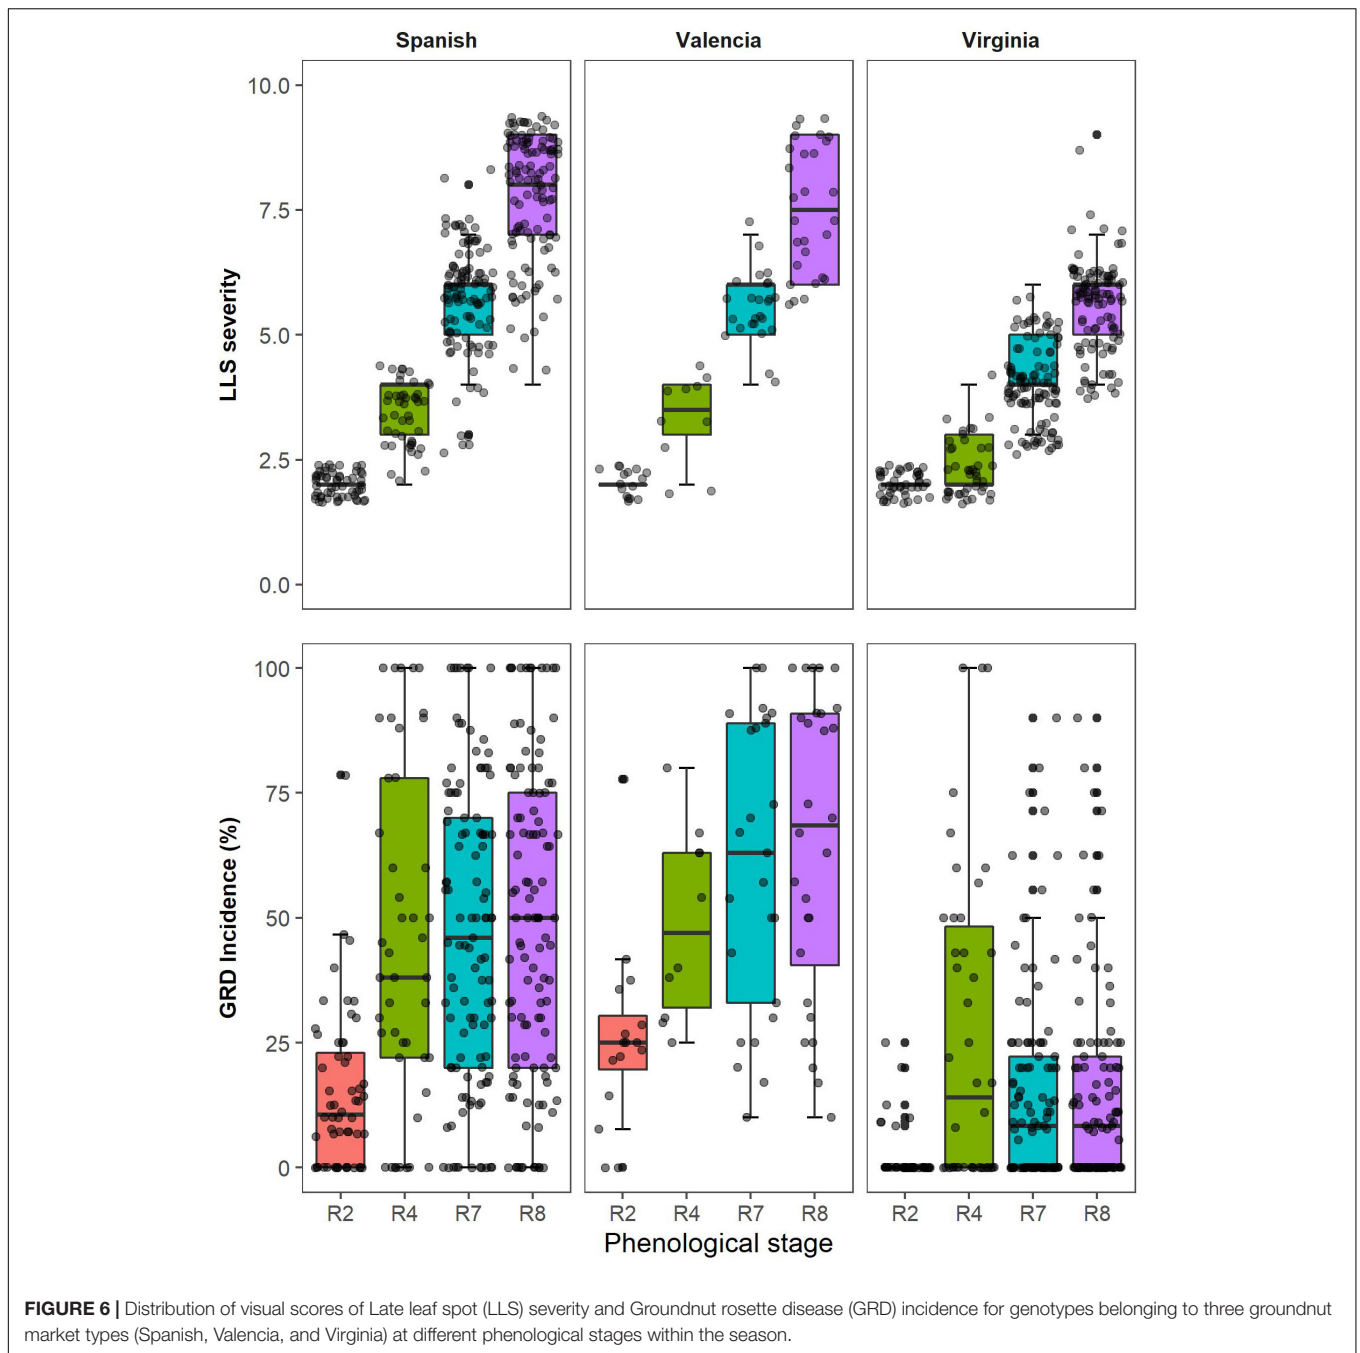 Spanish Valencia Virginia
LLS severity
10.0
7.5
5.0
2.5
0.0
GRD Incidence (%)
100
75
50
25
0
R2 R4 R7 R8 R2 R4 R7 R8 R2 R4 R7 R8
Phenological stage
FIGURE 6 | Distribution of visual scores of Late leaf spot (LLS) severity and Groundnut rosette disease (GRD) incidence for genotypes belonging to three groundnut
market types (Spanish, Valencia, and Virginia) at different phenological stages within the season.